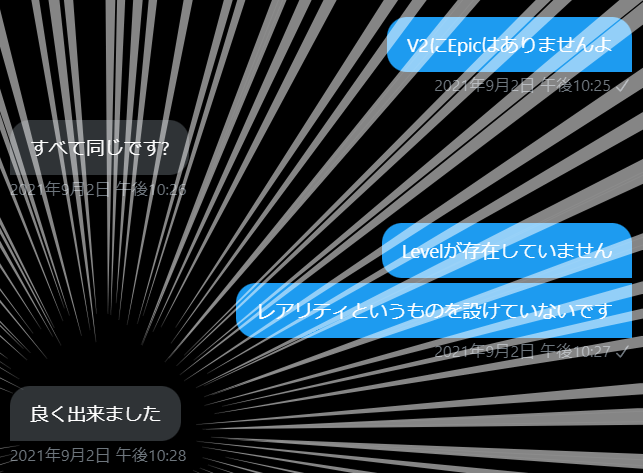 V2にEpicはありませんよ
2021年9月2日 午後10:25
すべて同じです?
2021年9月2日 午後10:26
Levelが存在していません
レアリティというものを設けていないです
2021年9月2日 午後10:27
良く出来ました
2021年9月2日 午後10:28